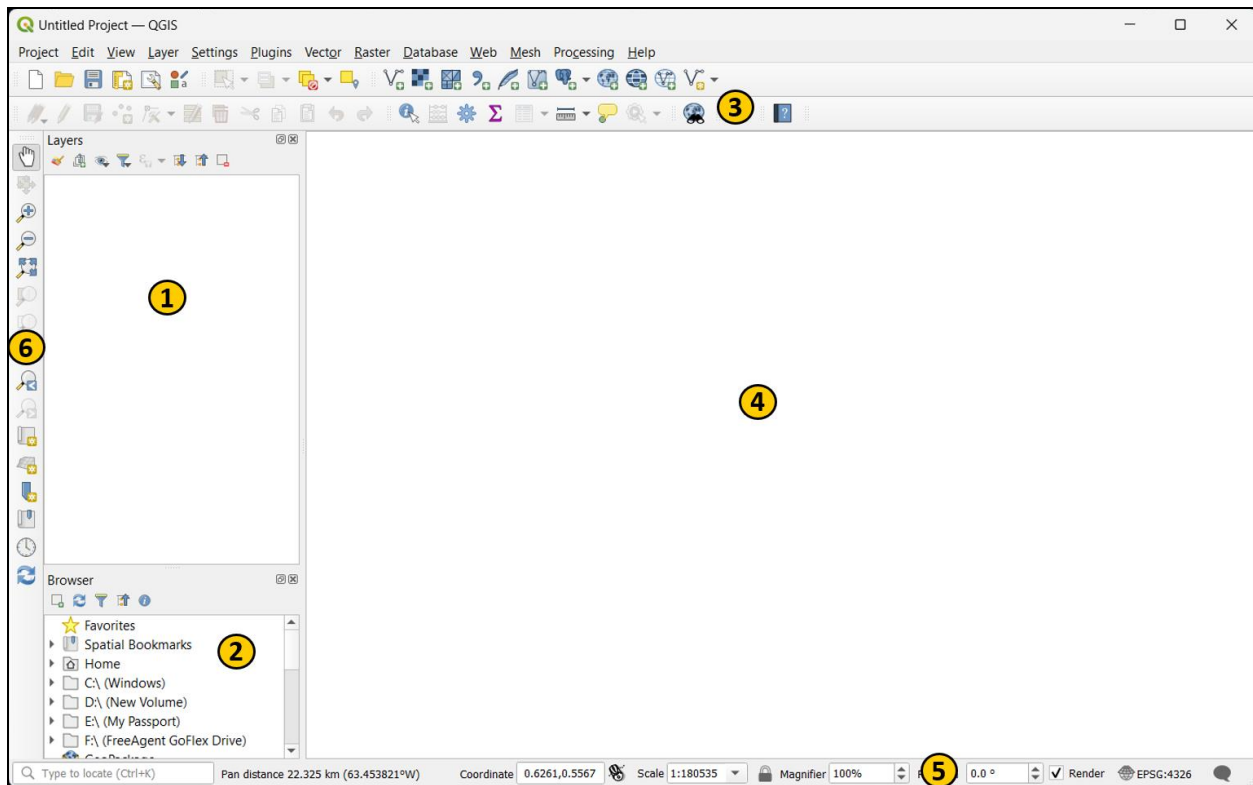 Untitled Project — QGIS
Project Edit View Layer Settings Plugins Vector Raster Database Web Mesh Processing Help
3
Layers
1
6
4
Browser
Favorites
Spatial Bookmarks
2
Home
C:\ (Windows)
D:\ (New Volume)
E:\ (My Passport)
F:\ (FreeAgent GoFlex Drive)
Type to locate (Ctrl+K) Pan distance 22.325 km (63.453821°W) Coordinate 0.6261,0.5567 Scale 1:180535 Magnifier 100% 5 0.0 ° Render EPSG:4326